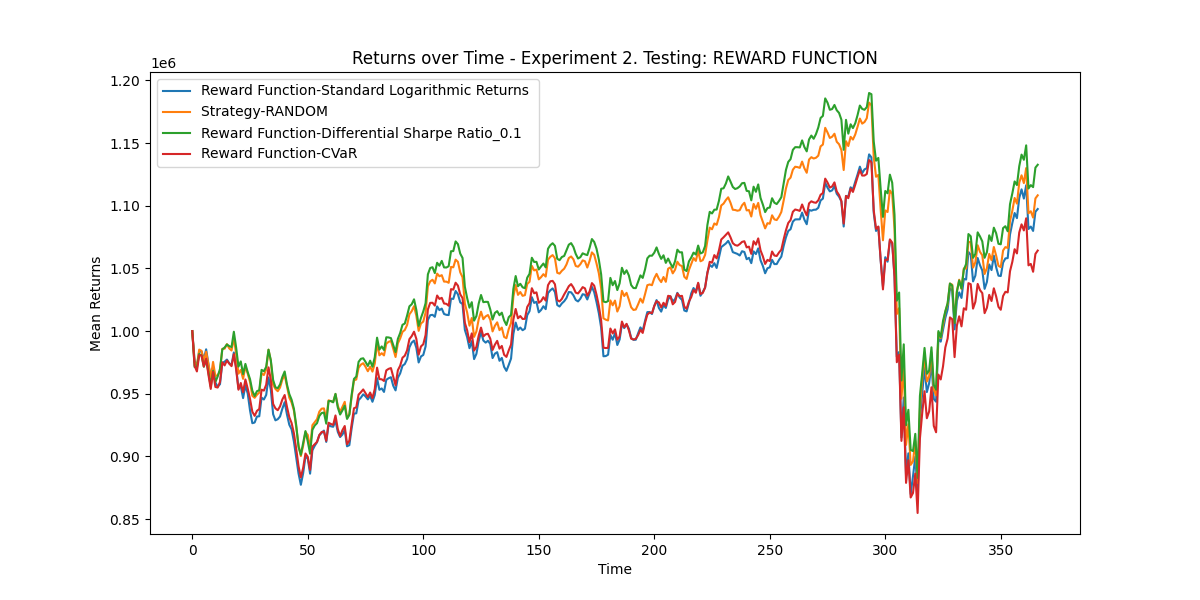 Returns over Time - Experiment 2. Testing: REWARD FUNCTION
1e6
1.20
1.15
1.10
1.05
1.00
0.95
0.90
0.85
Mean Returns
Reward Function-Standard Logarithmic Returns
Strategy-RANDOM
Reward Function-Differential Sharpe Ratio_0.1
Reward Function-CVaR
0 50 100 150 200 250 300 350
Time